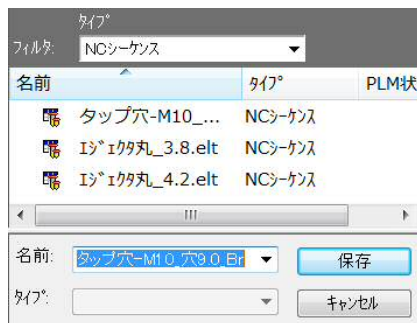 ﾀｲﾌﾟ
ﾌｨﾙﾀ: NCｼｰｹﾝｽ
名前 ﾀｲﾌﾟ PLM状
タップ穴-M10_... NCｼｰｹﾝｽ
ｴｼﾞｪｸﾀ丸_3.8.elt NCｼｰｹﾝｽ
ｴｼﾞｪｸﾀ丸_4.2.elt NCｼｰｹﾝｽ
名前: タップ穴-M10_穴9.0_Br 保存
ﾀｲﾌﾟ: ｷｬﾝｾﾙ